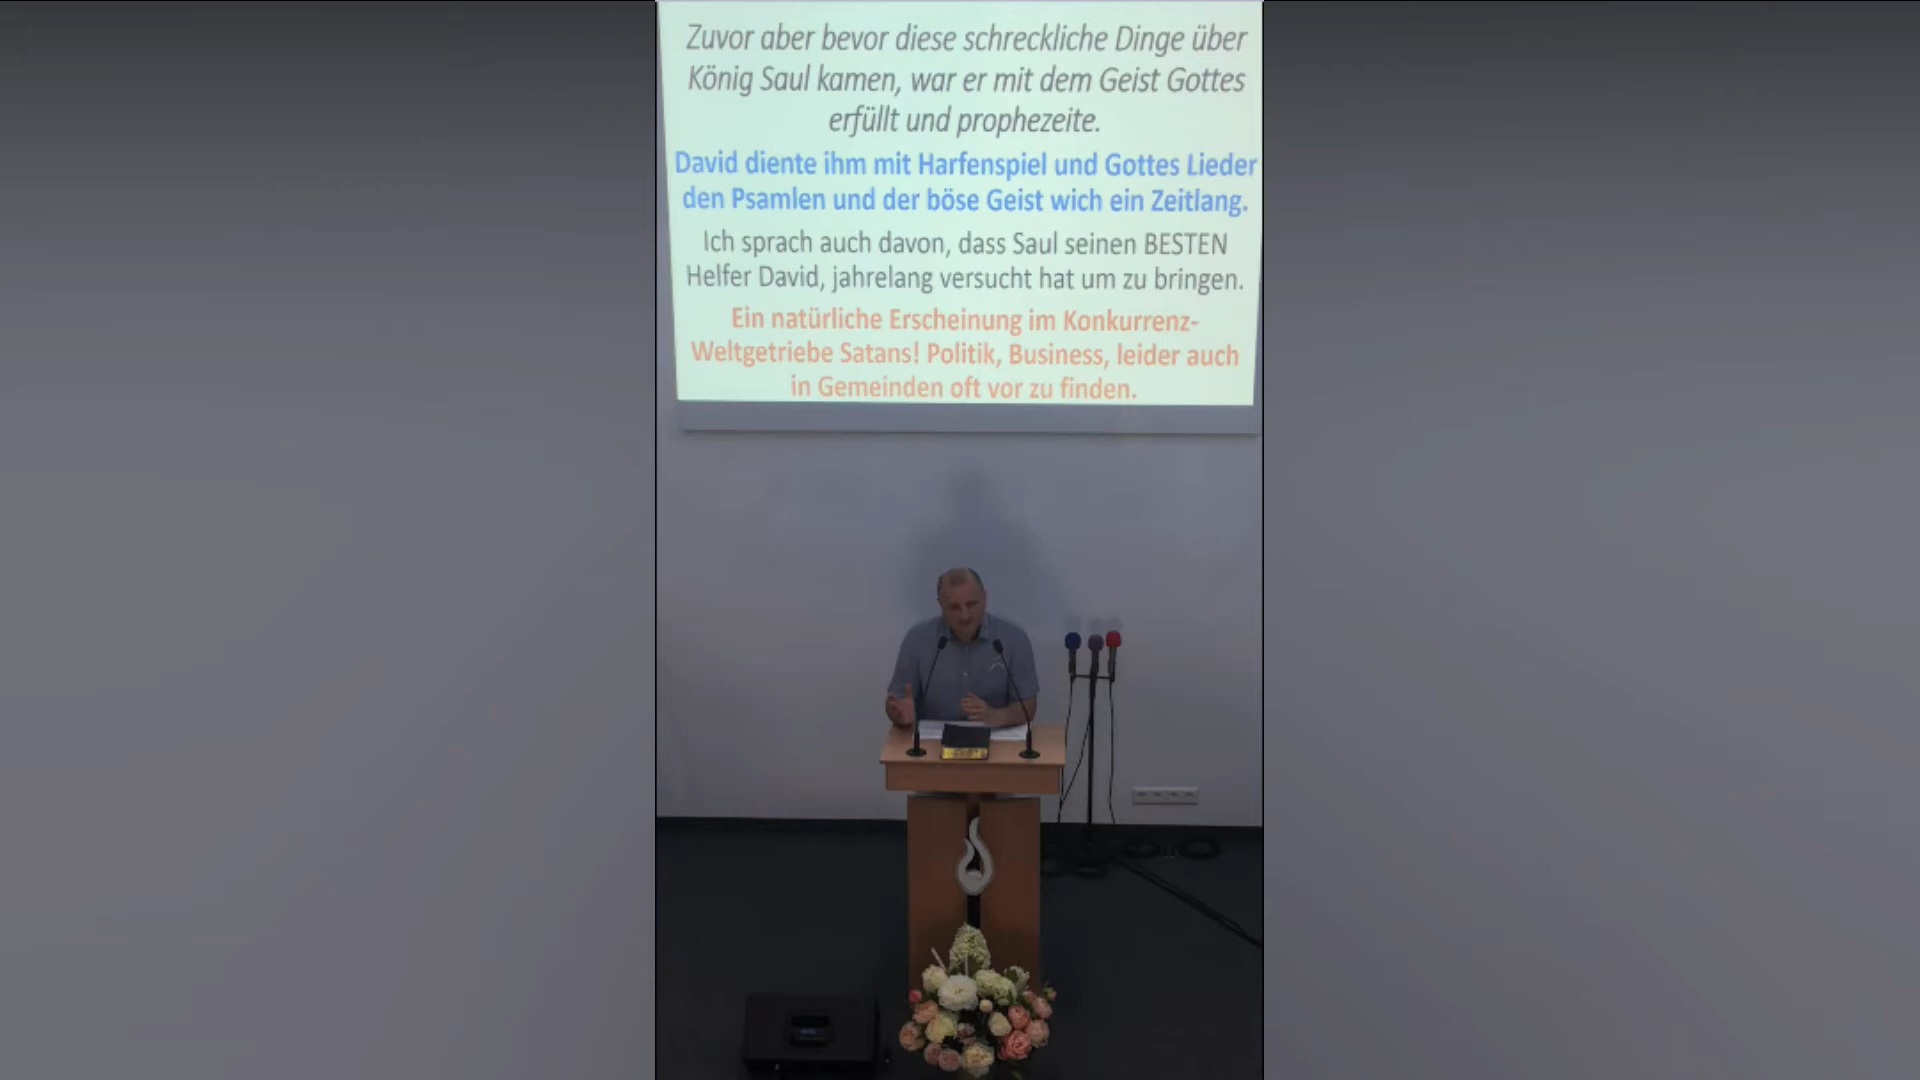 Zuvor aber bevor diese schreckliche Dinge über
König Saul kamen, war er mit dem Geist Gottes
erfüllt und prophezeite.
David diente ihm mit Harfenspiel und Gottes Lieder
den Psamlen und der böse Geist wich ein Zeitlang.
Ich sprach auch davon, dass Saul seinen BESTEN
Helfer David, jahrelang versucht hat um zu bringen.
Ein natürliche Erscheinung im Konkurrenz-
Weltgetriebe Satans! Politik, Business, leider auch
in Gemeinden oft vor zu finden.